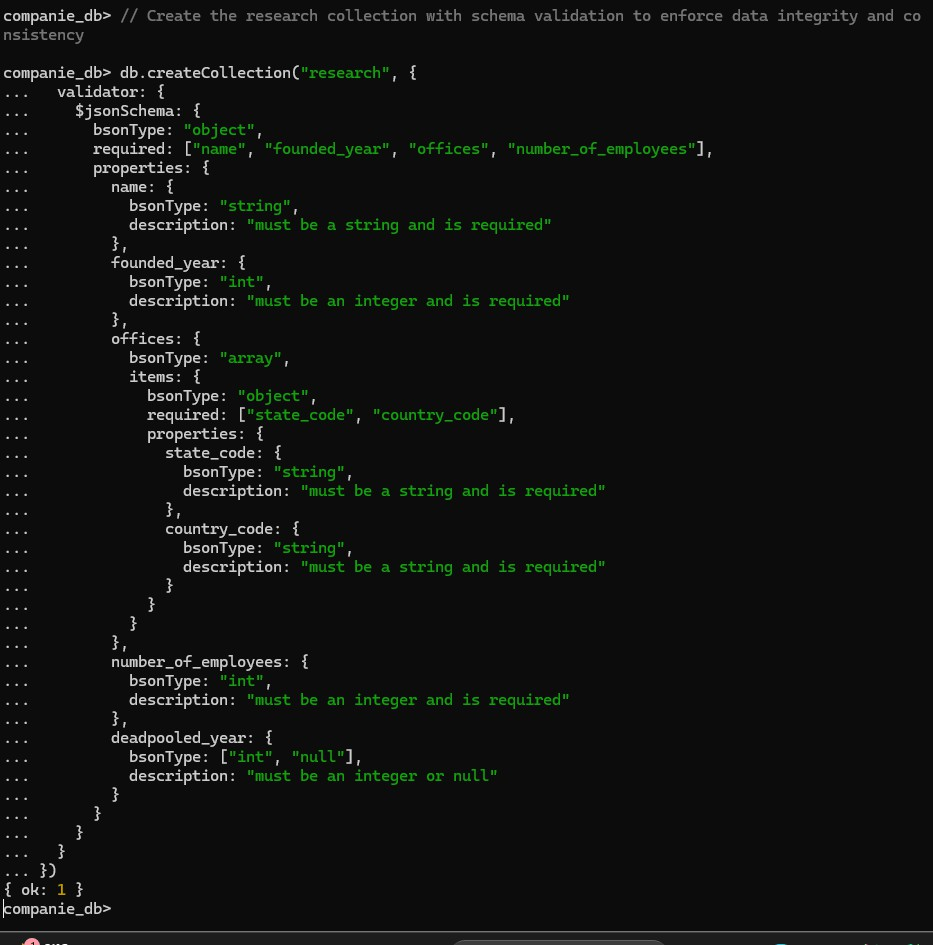 companie_db> // Create the research collection with schema validation to enforce data integrity and co
nsistency
companie_db> db.createCollection("research", {
...   validator: {
...     $jsonSchema: {
...       bsonType: "object",
...       required: ["name", "founded_year", "offices", "number_of_employees"],
...       properties: {
...         name: {
...           bsonType: "string",
...           description: "must be a string and is required"
...         },
...         founded_year: {
...           bsonType: "int",
...           description: "must be an integer and is required"
...         },
...         offices: {
...           bsonType: "array",
...           items: {
...             bsonType: "object",
...             required: ["state_code", "country_code"],
...             properties: {
...               state_code: {
...                 bsonType: "string",
...                 description: "must be a string and is required"
...               },
...               country_code: {
...                 bsonType: "string",
...                 description: "must be a string and is required"
...               }
...             }
...           }
...         },
...         number_of_employees: {
...           bsonType: "int",
...           description: "must be an integer and is required"
...         },
...         deadpooled_year: {
...           bsonType: ["int", "null"],
...           description: "must be an integer or null"
...         }
...       }
...     }
...   }
... })
{ ok: 1 }
companie_db>